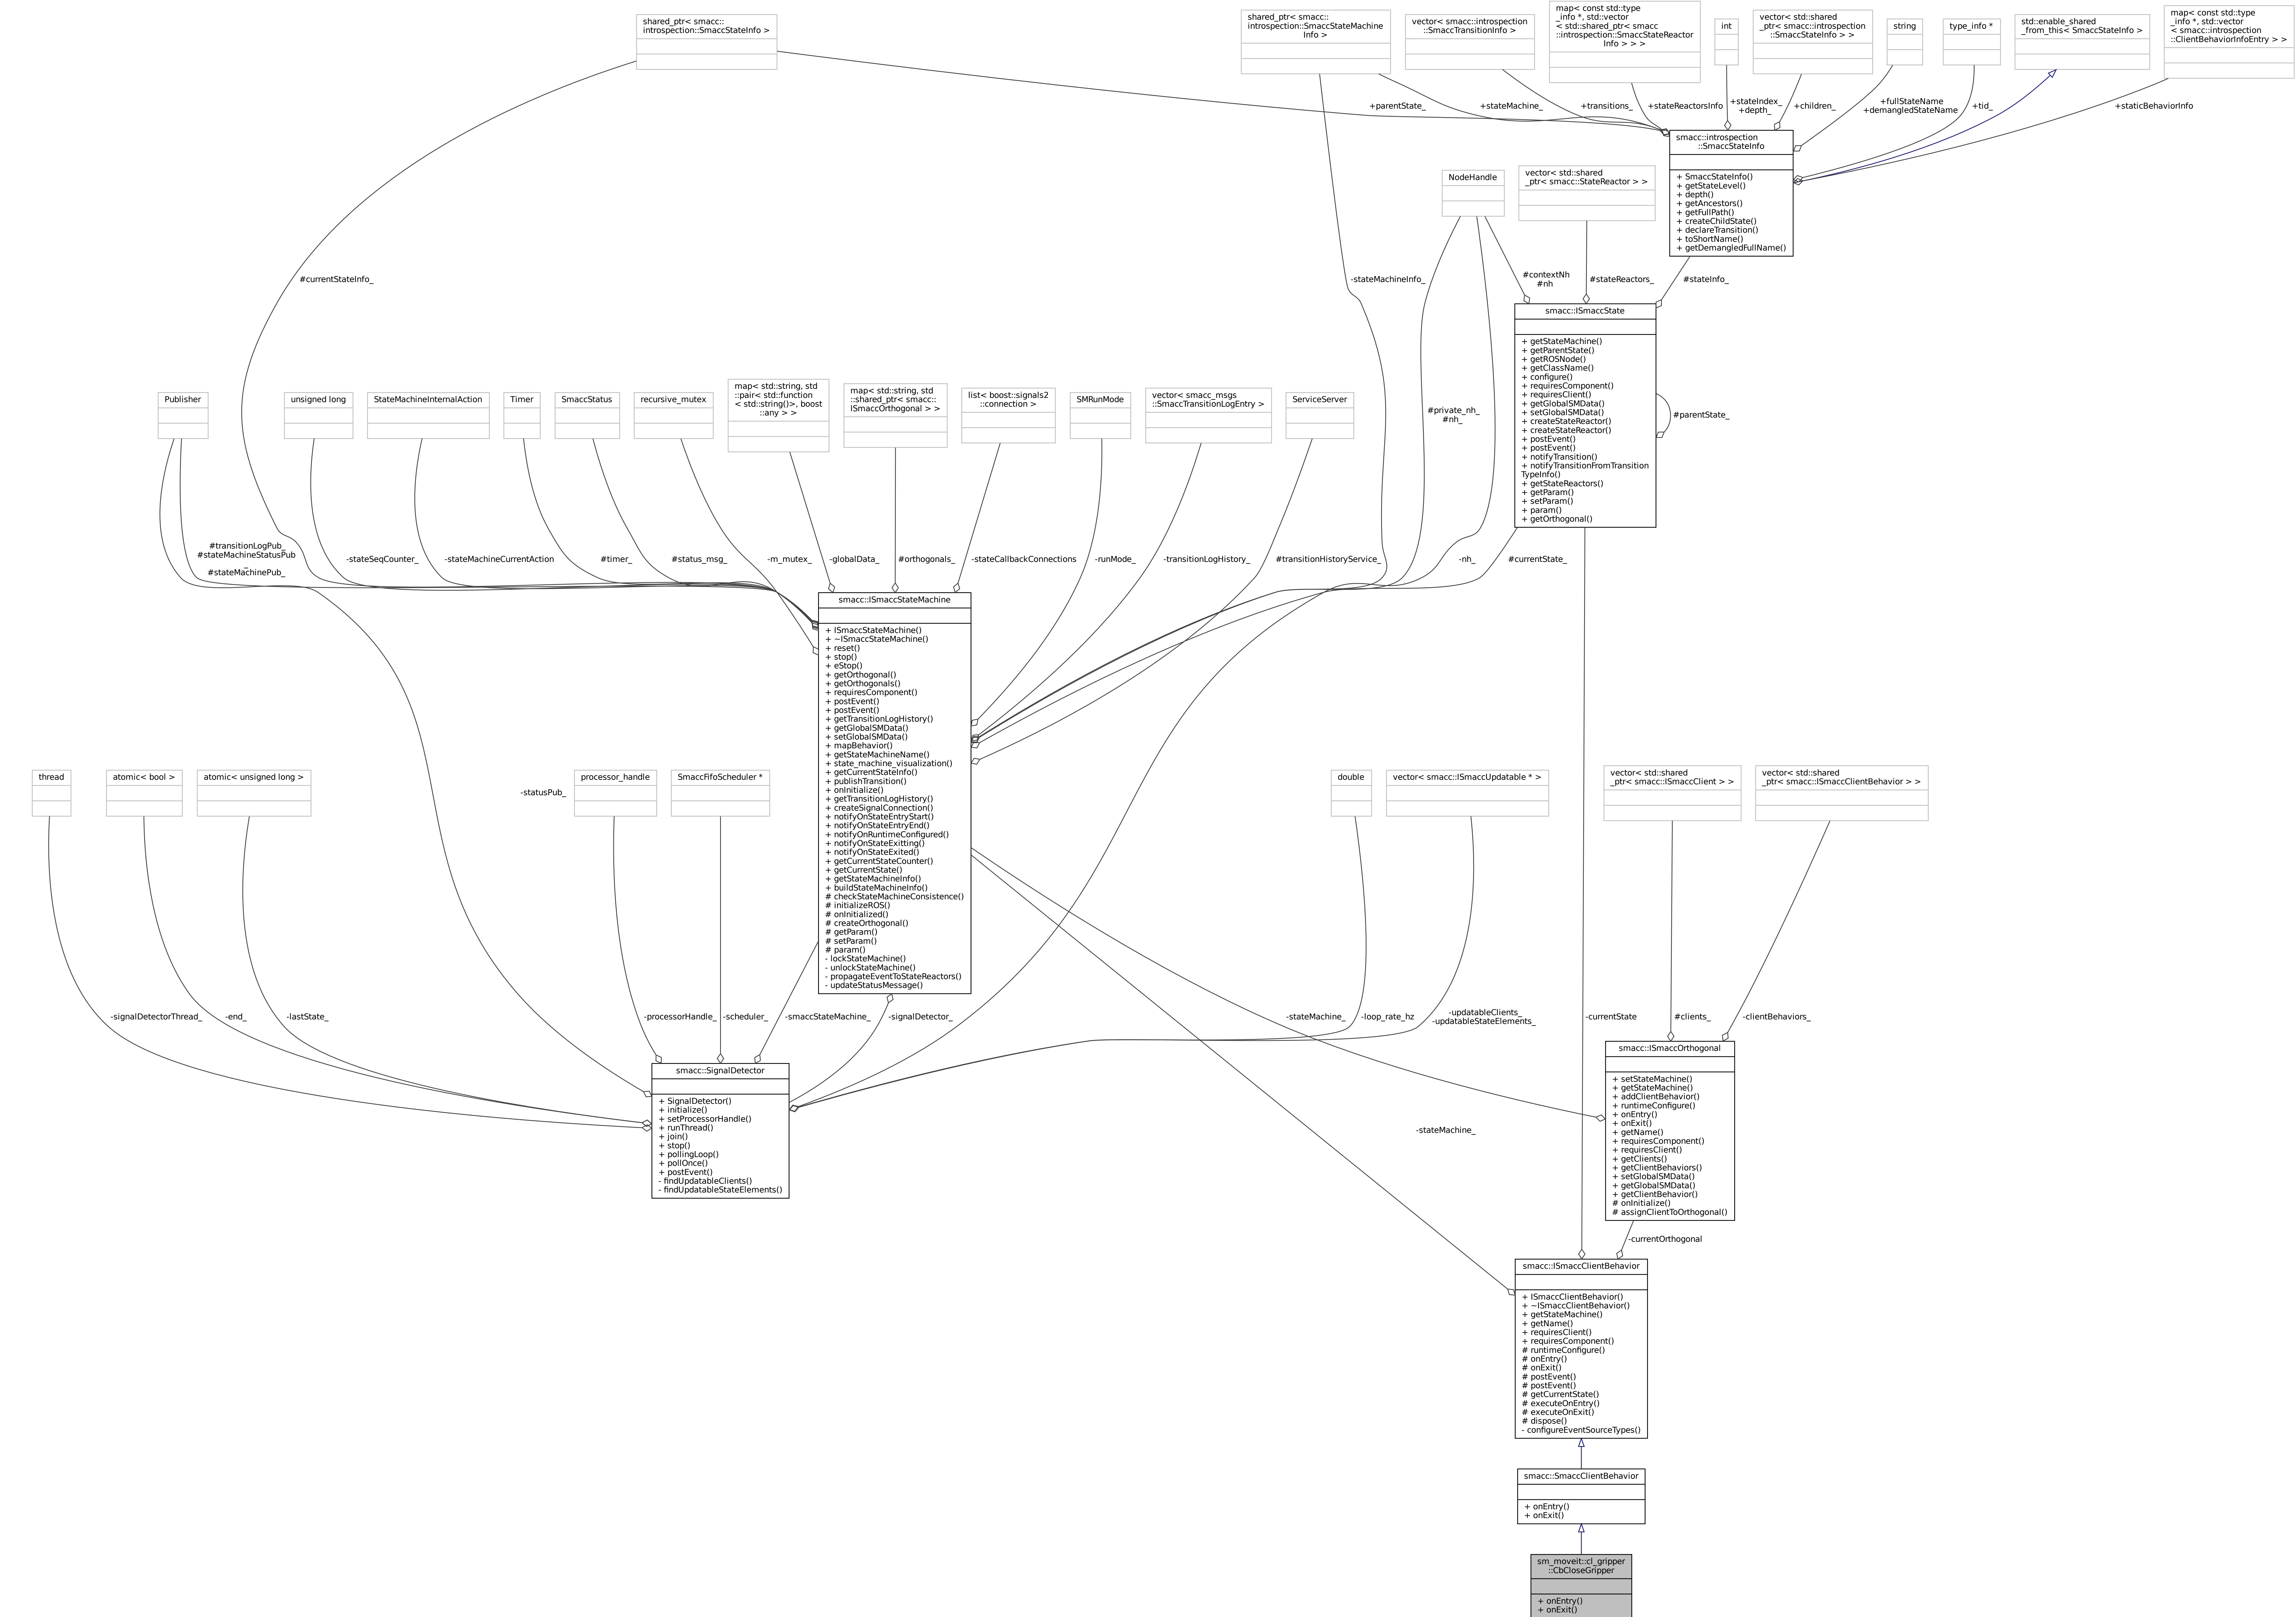 shared_ptr< smacc::
introspection::SmaccStateInfo >
shared_ptr< smacc::
introspection::SmaccStateMachine
Info >
vector< smacc::introspection
::SmaccTransitionInfo >
map< const std::type
_info *, std::vector
< std::shared_ptr< smacc
::introspection::SmaccStateReactor
Info > > >
int
vector< std::shared
_ptr< smacc::introspection
::SmaccStateInfo > >
string
type_info *
std::enable_shared
_from_this< SmaccStateInfo >
map< const std::type
_info *, std::vector
< smacc::introspection
::ClientBehaviorInfoEntry > >
+parentState_
+stateMachine_
+transitions_
+stateReactorsInfo
+stateIndex_
+depth_
+children_
+fullStateName
+demangledStateName
+tid_
+staticBehaviorInfo
smacc::introspection
::SmaccStateInfo
+ SmaccStateInfo()
+ getStateLevel()
+ depth()
+ getAncestors()
+ getFullPath()
+ createChildState()
+ declareTransition()
+ toShortName()
+ getDemangledFullName()
NodeHandle
vector< std::shared
_ptr< smacc::StateReactor > >
#currentStateInfo_
-stateMachineInfo_
#contextNh
#nh
#stateReactors_
#stateInfo_
smacc::ISmaccState
+ getStateMachine()
+ getParentState()
+ getROSNode()
+ getClassName()
+ configure()
+ requiresComponent()
+ requiresClient()
+ getGlobalSMData()
+ setGlobalSMData()
+ createStateReactor()
+ createStateReactor()
+ postEvent()
+ postEvent()
+ notifyTransition()
+ notifyTransitionFromTransition
TypeInfo()
+ getStateReactors()
+ getParam()
+ setParam()
+ param()
+ getOrthogonal()
#parentState_
#private_nh_
#nh_
Publisher
unsigned long
StateMachineInternalAction
Timer
SmaccStatus
recursive_mutex
map< std::string, std
::pair< std::function
< std::string()>, boost
::any > >
map< std::string, std
::shared_ptr< smacc::
ISmaccOrthogonal > >
list< boost::signals2
::connection >
SMRunMode
vector< smacc_msgs
::SmaccTransitionLogEntry >
ServiceServer
#transitionLogPub_
#stateMachineStatusPub
_
#stateMachinePub_
-stateSeqCounter_
-stateMachineCurrentAction
#timer_
#status_msg_
-m_mutex_
-globalData_
#orthogonals_
-stateCallbackConnections
-runMode_
-transitionLogHistory_
#transitionHistoryService_
-nh_
#currentState_
smacc::ISmaccStateMachine
+ ISmaccStateMachine()
+ ~ISmaccStateMachine()
+ reset()
+ stop()
+ eStop()
+ getOrthogonal()
+ getOrthogonals()
+ requiresComponent()
+ postEvent()
+ postEvent()
+ getTransitionLogHistory()
+ getGlobalSMData()
+ setGlobalSMData()
+ mapBehavior()
+ getStateMachineName()
+ state_machine_visualization()
+ getCurrentStateInfo()
+ publishTransition()
+ onInitialize()
+ getTransitionLogHistory()
+ createSignalConnection()
+ notifyOnStateEntryStart()
+ notifyOnStateEntryEnd()
+ notifyOnRuntimeConfigured()
+ notifyOnStateExitting()
+ notifyOnStateExited()
+ getCurrentStateCounter()
+ getCurrentState()
+ getStateMachineInfo()
+ buildStateMachineInfo()
# checkStateMachineConsistence()
# initializeROS()
# onInitialized()
# createOrthogonal()
# getParam()
# setParam()
# param()
- lockStateMachine()
- unlockStateMachine()
- propagateEventToStateReactors()
- updateStatusMessage()
thread
atomic< bool >
atomic< unsigned long >
-statusPub_
processor_handle
SmaccFifoScheduler *
double
vector< smacc::ISmaccUpdatable * >
vector< std::shared
_ptr< smacc::ISmaccClient > >
vector< std::shared
_ptr< smacc::ISmaccClientBehavior > >
-signalDetectorThread_
-end_
-lastState_
-processorHandle_
-scheduler_
-smaccStateMachine_
-signalDetector_
-stateMachine_
-loop_rate_hz
-updatableClients_
-updatableStateElements_
-currentState
#clients_
-clientBehaviors_
smacc::SignalDetector
+ SignalDetector()
+ initialize()
+ setProcessorHandle()
+ runThread()
+ join()
+ stop()
+ pollingLoop()
+ pollOnce()
+ postEvent()
- findUpdatableClients()
- findUpdatableStateElements()
smacc::ISmaccOrthogonal
+ setStateMachine()
+ getStateMachine()
+ addClientBehavior()
+ runtimeConfigure()
+ onEntry()
+ onExit()
+ getName()
+ requiresComponent()
+ requiresClient()
+ getClients()
+ getClientBehaviors()
+ setGlobalSMData()
+ getGlobalSMData()
+ getClientBehavior()
# onInitialize()
# assignClientToOrthogonal()
-stateMachine_
-currentOrthogonal
smacc::ISmaccClientBehavior
+ ISmaccClientBehavior()
+ ~ISmaccClientBehavior()
+ getStateMachine()
+ getName()
+ requiresClient()
+ requiresComponent()
# runtimeConfigure()
# onEntry()
# onExit()
# postEvent()
# postEvent()
# getCurrentState()
# executeOnEntry()
# executeOnExit()
# dispose()
- configureEventSourceTypes()
smacc::SmaccClientBehavior
+ onEntry()
+ onExit()
sm_moveit::cl_gripper
::CbCloseGripper
+ onEntry()
+ onExit()